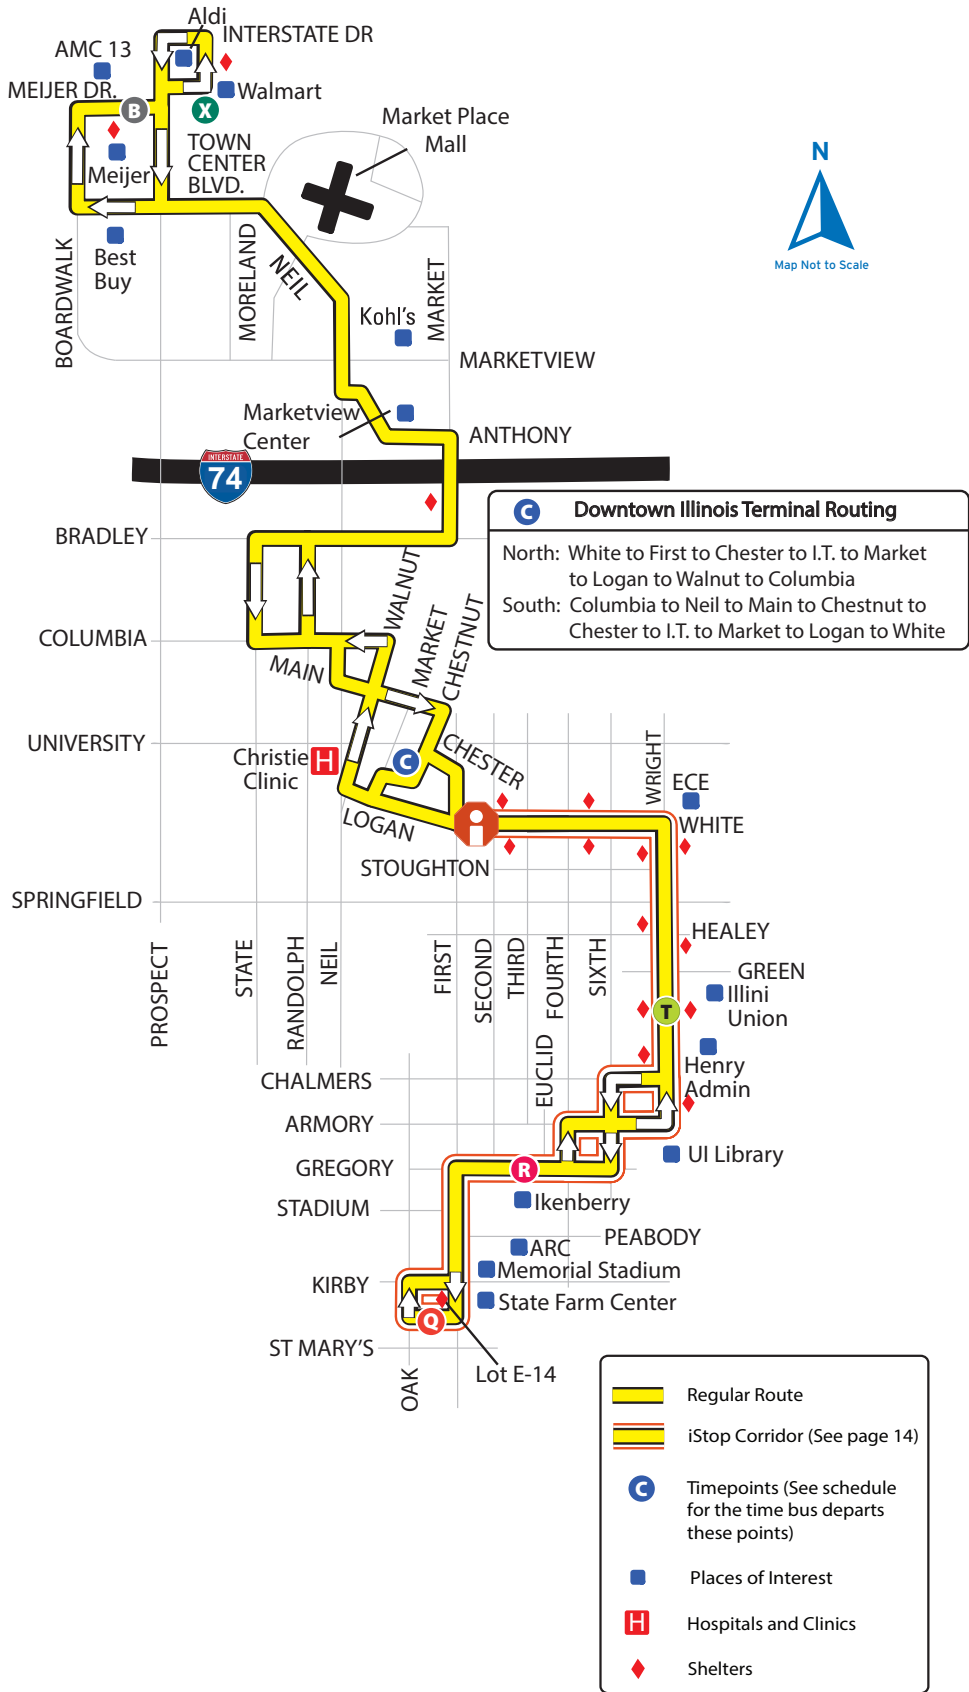 Aldi
INTERSTATE DR
AMC 13
MEIJER DR.
Walmart
B
X
Market Place
Mall
TOWN
CENTER
BLVD.
Meijer
N
Map Not to Scale
Best
Buy
BOARDWALK
MORELAND
NEIL
MARKET
Kohl's
MARKETVIEW
Marketview
Center
ANTHONY
INTERSTATE
74
C Downtown Illinois Terminal Routing
North: White to First to Chester to I.T. to Market
to Logan to Walnut to Columbia
South: Columbia to Neil to Main to Chestnut to
Chester to I.T. to Market to Logan to White
BRADLEY
WALNUT
COLUMBIA
MARKET
CHESTNUT
MAIN
UNIVERSITY
Christie
Clinic
H
C
CHESTER
WRIGHT
ECE
WHITE
LOGAN
STOUGHTON
SPRINGFIELD
HEALEY
PROSPECT
STATE
RANDOLPH
NEIL
FIRST
SECOND
THIRD
FOURTH
SIXTH
GREEN
Illini
Union
T
EUCLID
Henry
Admin
CHALMERS
ARMORY
UI Library
GREGORY
R
Ikenberry
STADIUM
PEABODY
ARC
Memorial Stadium
KIRBY
State Farm Center
Q
ST MARY'S
Lot E-14
OAK
Regular Route
iStop Corridor (See page 14)
C Timepoints (See schedule
for the time bus departs
these points)
Places of Interest
H Hospitals and Clinics
Shelters